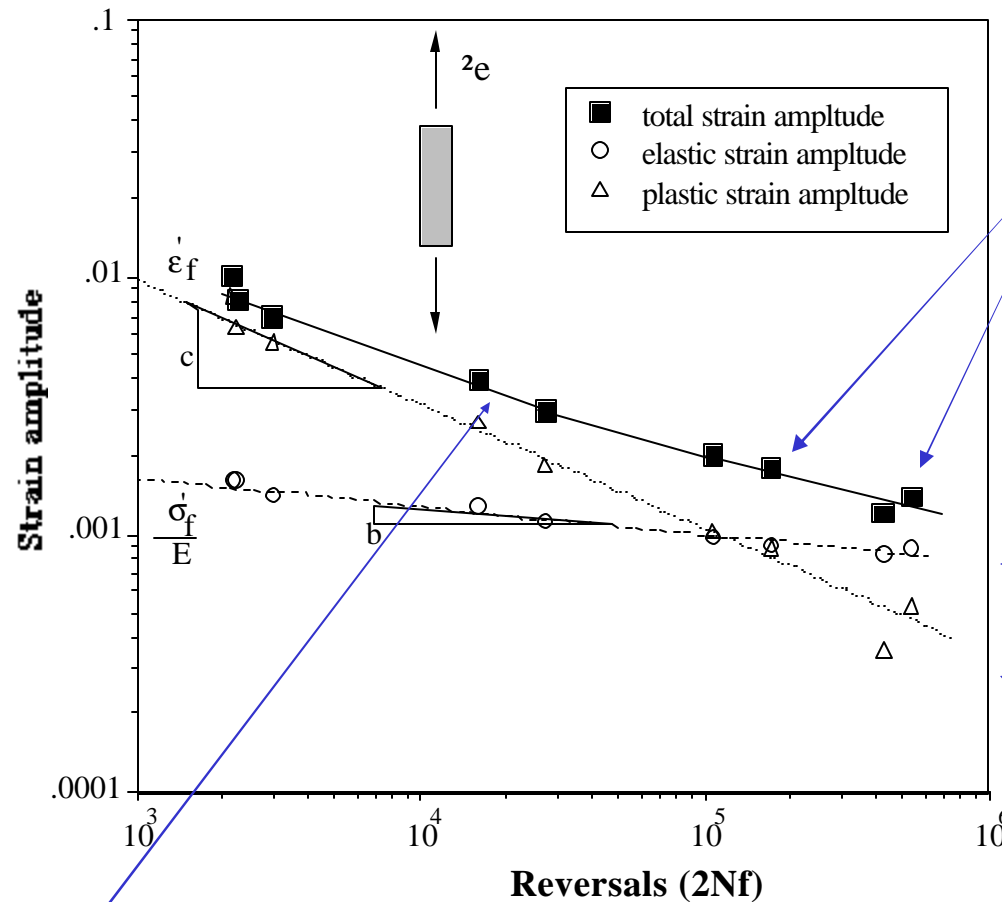 .1
²e
total strain ampltude
elastic strain ampltude
plastic strain ampltude
ε'f
.01
c
Strain amplitude
σ'f
E
b
.001
.0001
10³
10⁴
10⁵
10⁶
Reversals (2Nf)